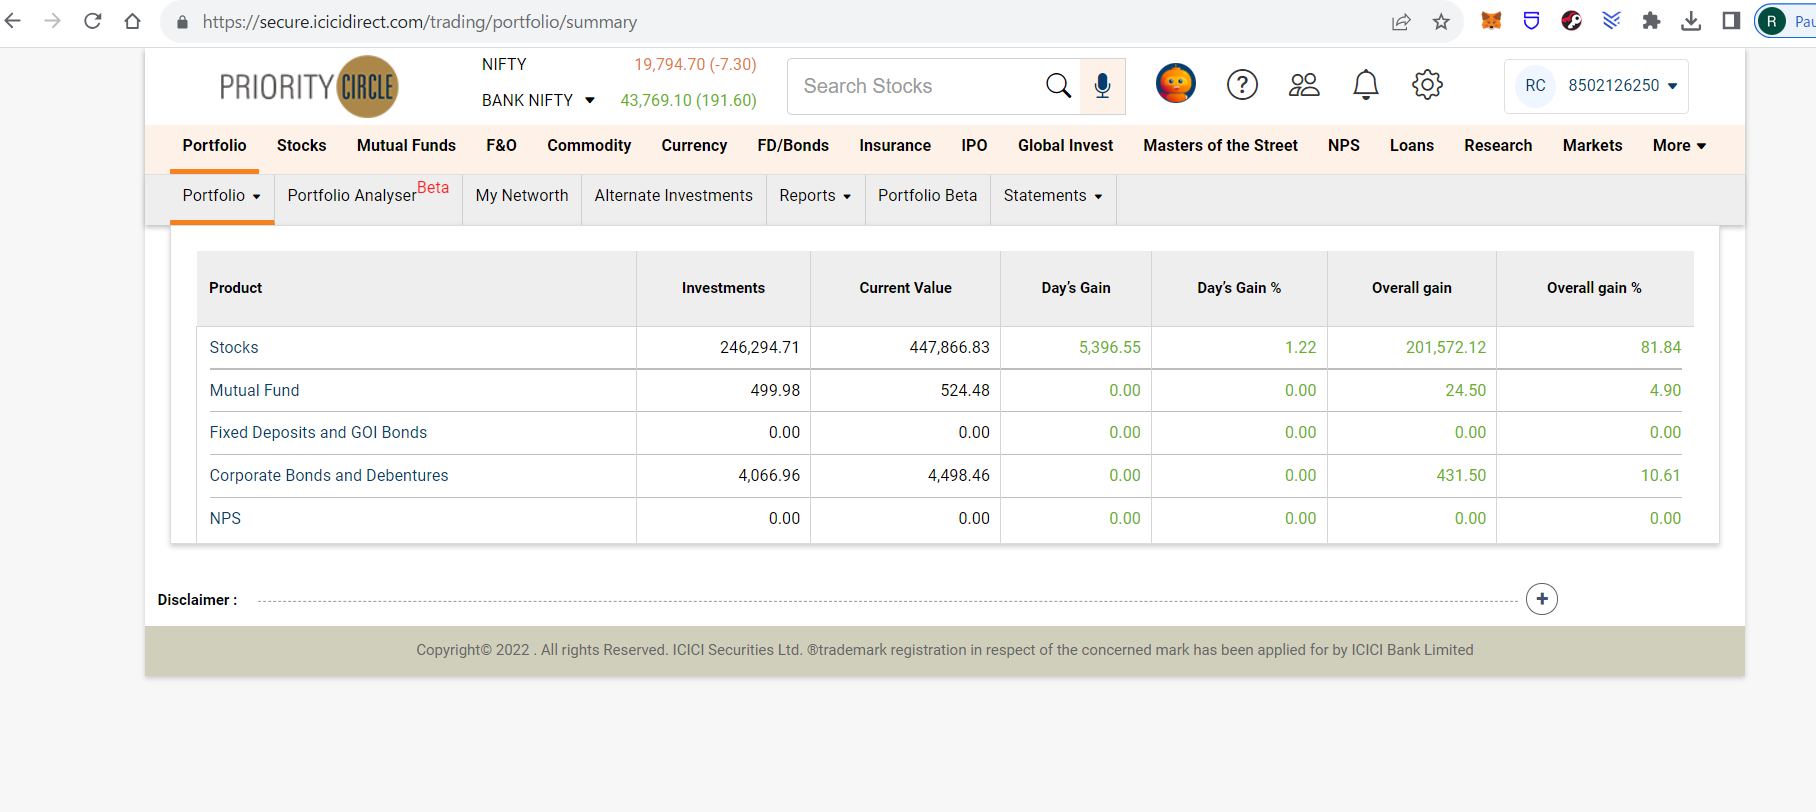 https://secure.icicidirect.com/trading/portfolio/summary
R Pau
PRIORITY CIRCLE
NIFTY 19,794.70 (-7.30)
BANK NIFTY 43,769.10 (191.60)
Search Stocks
RC 8502126250
Portfolio Stocks Mutual Funds F&O Commodity Currency FD/Bonds Insurance IPO Global Invest Masters of the Street NPS Loans Research Markets More
Portfolio Portfolio Analyser Beta My Networth Alternate Investments Reports Portfolio Beta Statements
Product Investments Current Value Day’s Gain Day’s Gain % Overall gain Overall gain %
Stocks 246,294.71 447,866.83 5,396.55 1.22 201,572.12 81.84
Mutual Fund 499.98 524.48 0.00 0.00 24.50 4.90
Fixed Deposits and GOI Bonds 0.00 0.00 0.00 0.00 0.00 0.00
Corporate Bonds and Debentures 4,066.96 4,498.46 0.00 0.00 431.50 10.61
NPS 0.00 0.00 0.00 0.00 0.00 0.00
Disclaimer :
Copyright© 2022 . All rights Reserved. ICICI Securities Ltd. ®trademark registration in respect of the concerned mark has been applied for by ICICI Bank Limited